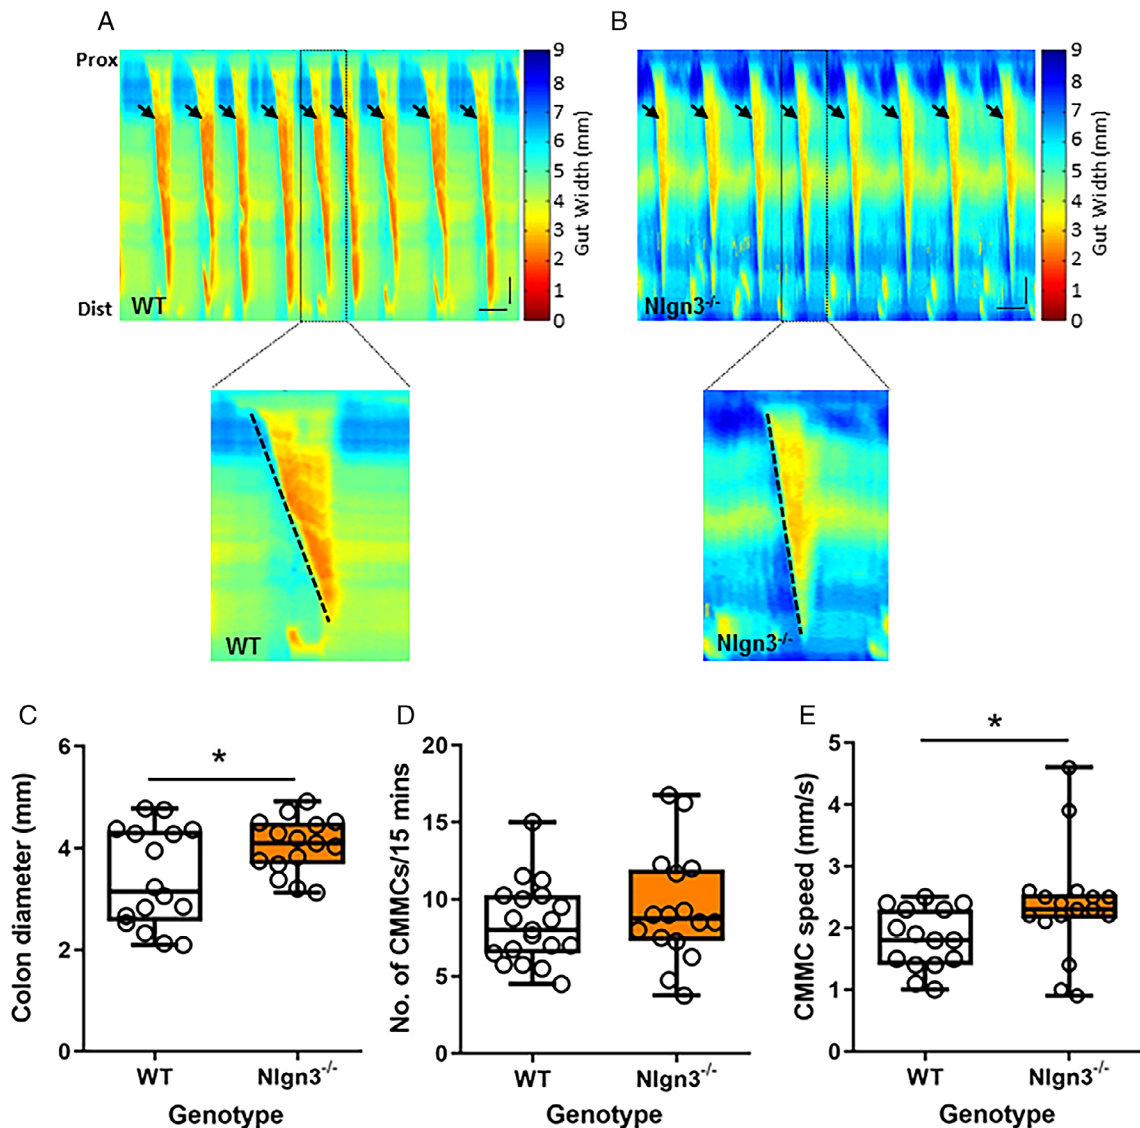 A
B
Prox
Dist
WT
9
8
7
6
5
4
3
2
1
0
Gut Width (mm)
Nlgn3-/-
9
8
7
6
5
4
3
2
1
0
Gut Width (mm)
WT
Nlgn3-/-
C
D
E
Colon diameter (mm)
6
4
2
0
*
WT
Nlgn3-/-
Genotype
No. of CMMCs/15 mins
20
15
10
5
0
WT
Nlgn3-/-
Genotype
CMMC speed (mm/s)
5
4
3
2
1
0
*
WT
Nlgn3-/-
Genotype